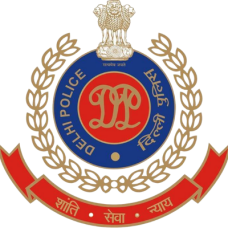 DELHI POLICE
दिल्ली पुलिस
DP
शांति • सेवा • न्याय